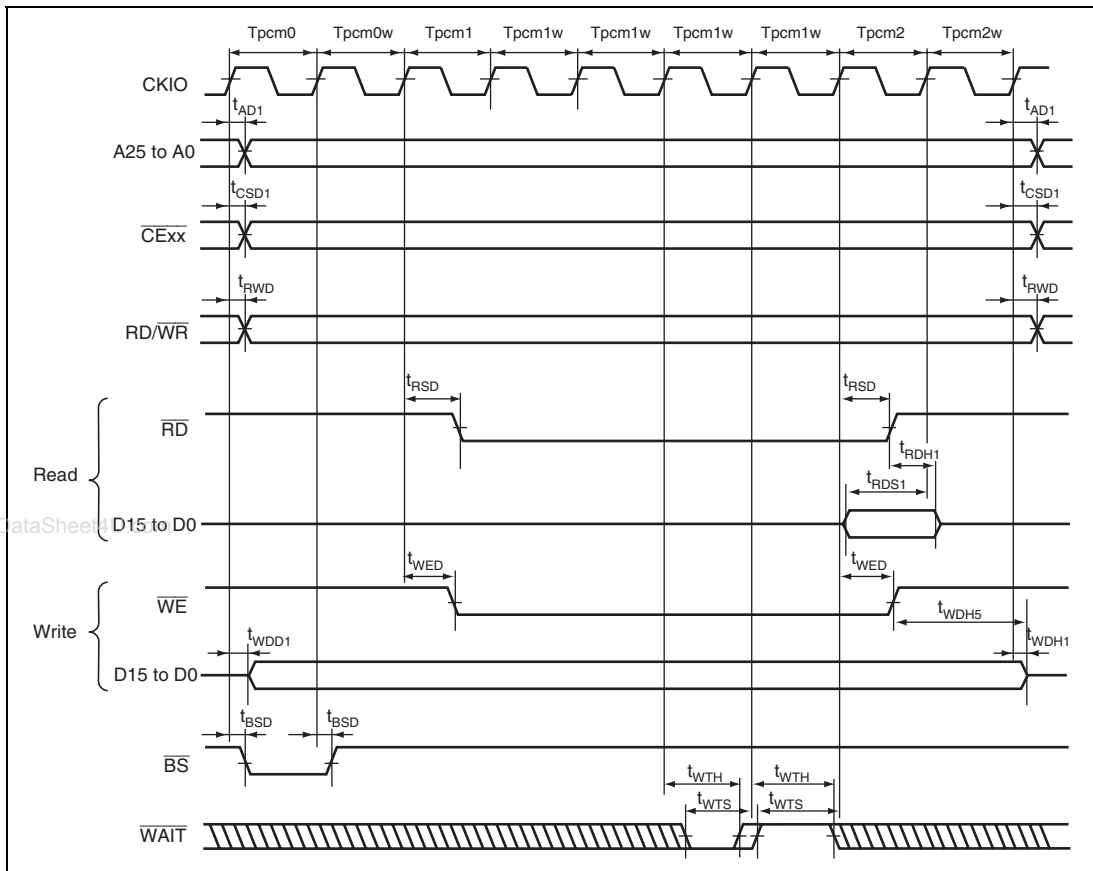 Tpcm0 Tpcm0w Tpcm1 Tpcm1w Tpcm1w Tpcm1w Tpcm1w Tpcm2 Tpcm2w
CKIO
tAD1 tAD1
A25 to A0
tCSD1 tCSD1
CExx
tRWD tRWD
RD/WR
tRSD tRSD
RD
tRDH1
Read
tRDS1
DataSheet4U.com
D15 to D0
tWED tWED
WE
tWDH5
Write
tWDD1 tWDH1
D15 to D0
tBSD tBSD
BS
tWTH tWTH
tWTS tWTS
WAIT